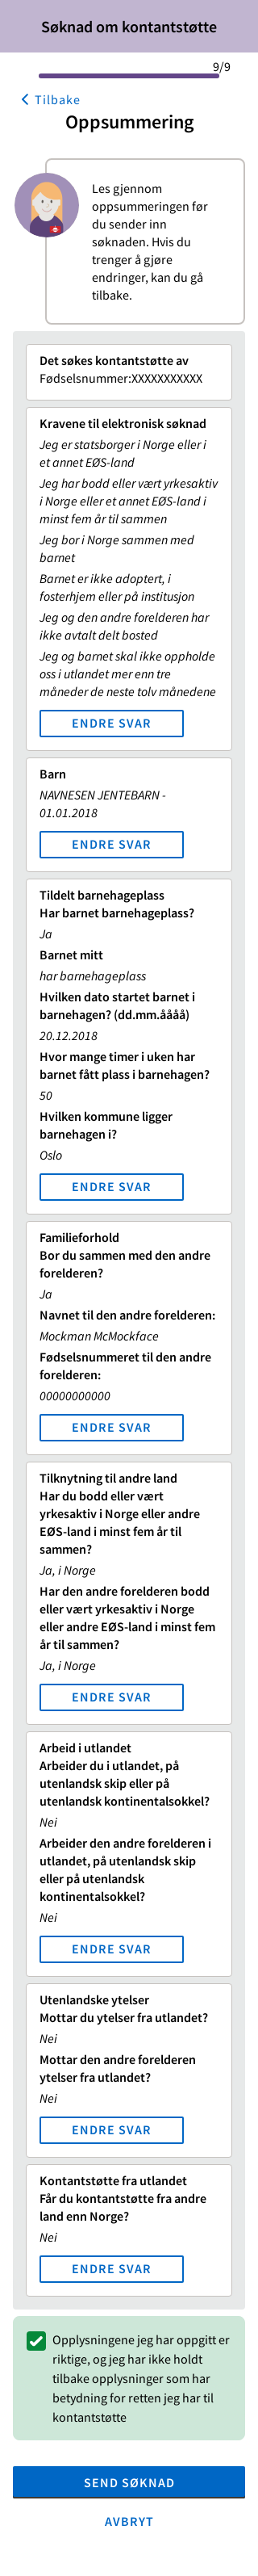 Søknad om kontantstøtte
9/9
Tilbake
Oppsummering
Les gjennom
oppsummeringen før
du sender inn
søknaden. Hvis du
trenger å gjøre
endringer, kan du gå
tilbake.
Det søkes kontantstøtte av
Fødselsnummer:XXXXXXXXXXX
Kravene til elektronisk søknad
Jeg er statsborger i Norge eller i
et annet EØS-land
Jeg har bodd eller vært yrkesaktiv
i Norge eller et annet EØS-land i
minst fem år til sammen
Jeg bor i Norge sammen med
barnet
Barnet er ikke adoptert, i
fosterhjem eller på institusjon
Jeg og den andre forelderen har
ikke avtalt delt bosted
Jeg og barnet skal ikke oppholde
oss i utlandet mer enn tre
måneder de neste tolv månedene
ENDRE SVAR
Barn
NAVNESEN JENTEBARN -
01.01.2018
ENDRE SVAR
Tildelt barnehageplass
Har barnet barnehageplass?
Ja
Barnet mitt
har barnehageplass
Hvilken dato startet barnet i
barnehagen? (dd.mm.åååå)
20.12.2018
Hvor mange timer i uken har
barnet fått plass i barnehagen?
50
Hvilken kommune ligger
barnehagen i?
Oslo
ENDRE SVAR
Familieforhold
Bor du sammen med den andre
forelderen?
Ja
Navnet til den andre forelderen:
Mockman McMockface
Fødselsnummeret til den andre
forelderen:
00000000000
ENDRE SVAR
Tilknytning til andre land
Har du bodd eller vært
yrkesaktiv i Norge eller andre
EØS-land i minst fem år til
sammen?
Ja, i Norge
Har den andre forelderen bodd
eller vært yrkesaktiv i Norge
eller andre EØS-land i minst fem
år til sammen?
Ja, i Norge
ENDRE SVAR
Arbeid i utlandet
Arbeider du i utlandet, på
utenlandsk skip eller på
utenlandsk kontinentalsokkel?
Nei
Arbeider den andre forelderen i
utlandet, på utenlandsk skip
eller på utenlandsk
kontinentalsokkel?
Nei
ENDRE SVAR
Utenlandske ytelser
Mottar du ytelser fra utlandet?
Nei
Mottar den andre forelderen
ytelser fra utlandet?
Nei
ENDRE SVAR
Kontantstøtte fra utlandet
Får du kontantstøtte fra andre
land enn Norge?
Nei
ENDRE SVAR
Opplysningene jeg har oppgitt er
riktige, og jeg har ikke holdt
tilbake opplysninger som har
betydning for retten jeg har til
kontantstøtte
SEND SØKNAD
AVBRYT